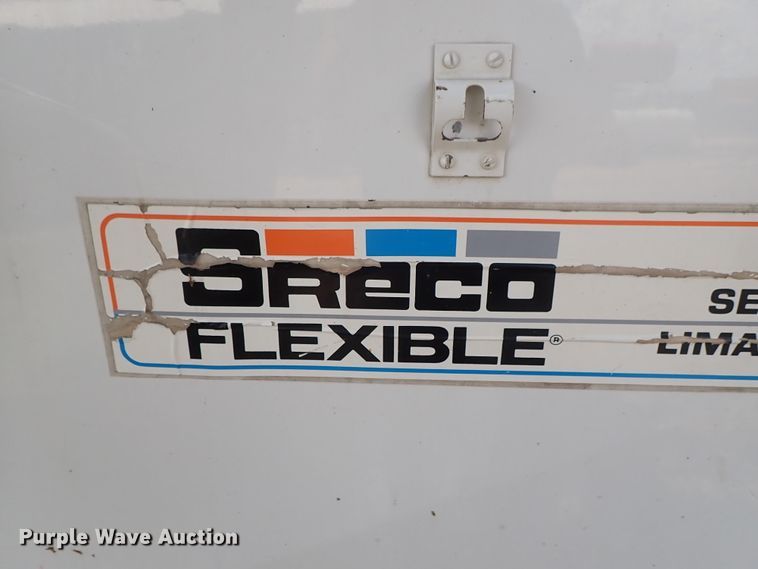 SRECO
FLEXIBLE®
SE
LIMA
Purple Wave Auction